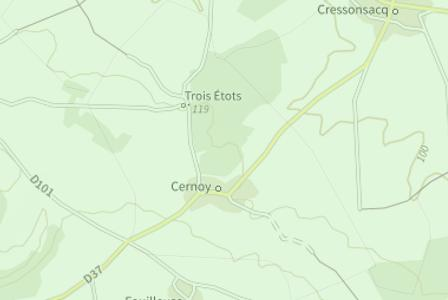 Cressonsacq
Trois Étots
119
100
D101
Cernoy
D37